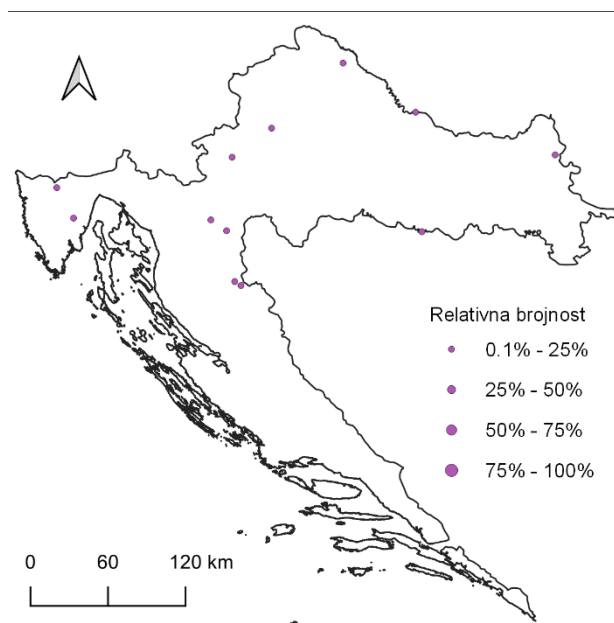 Relativna brojnost
0.1% - 25%
25% - 50%
50% - 75%
75% - 100%
0 60 120 km